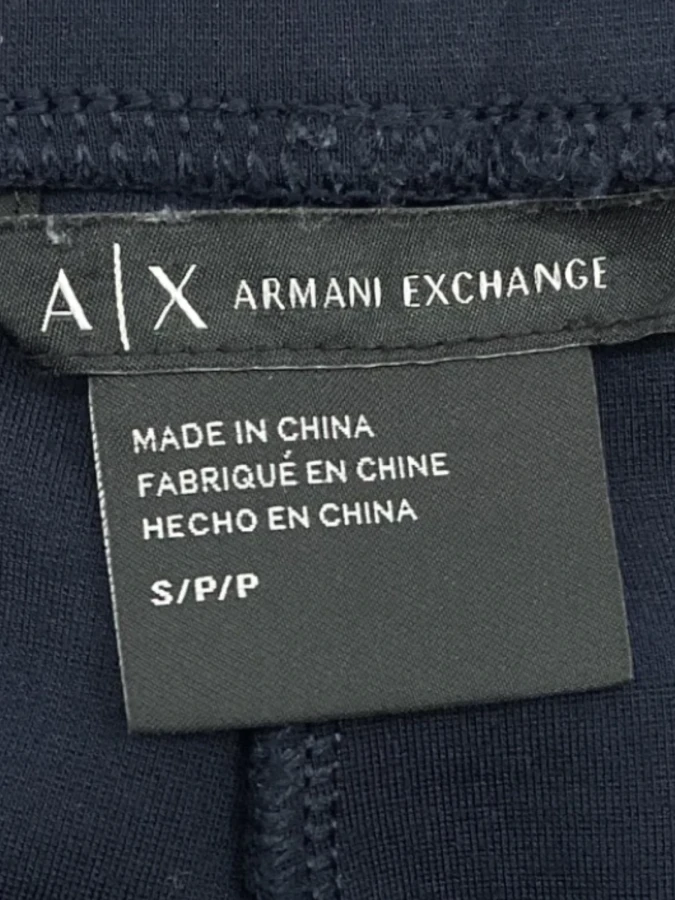 A|X ARMANI EXCHANGE
MADE IN CHINA
FABRIQUÉ EN CHINE
HECHO EN CHINA
S/P/P